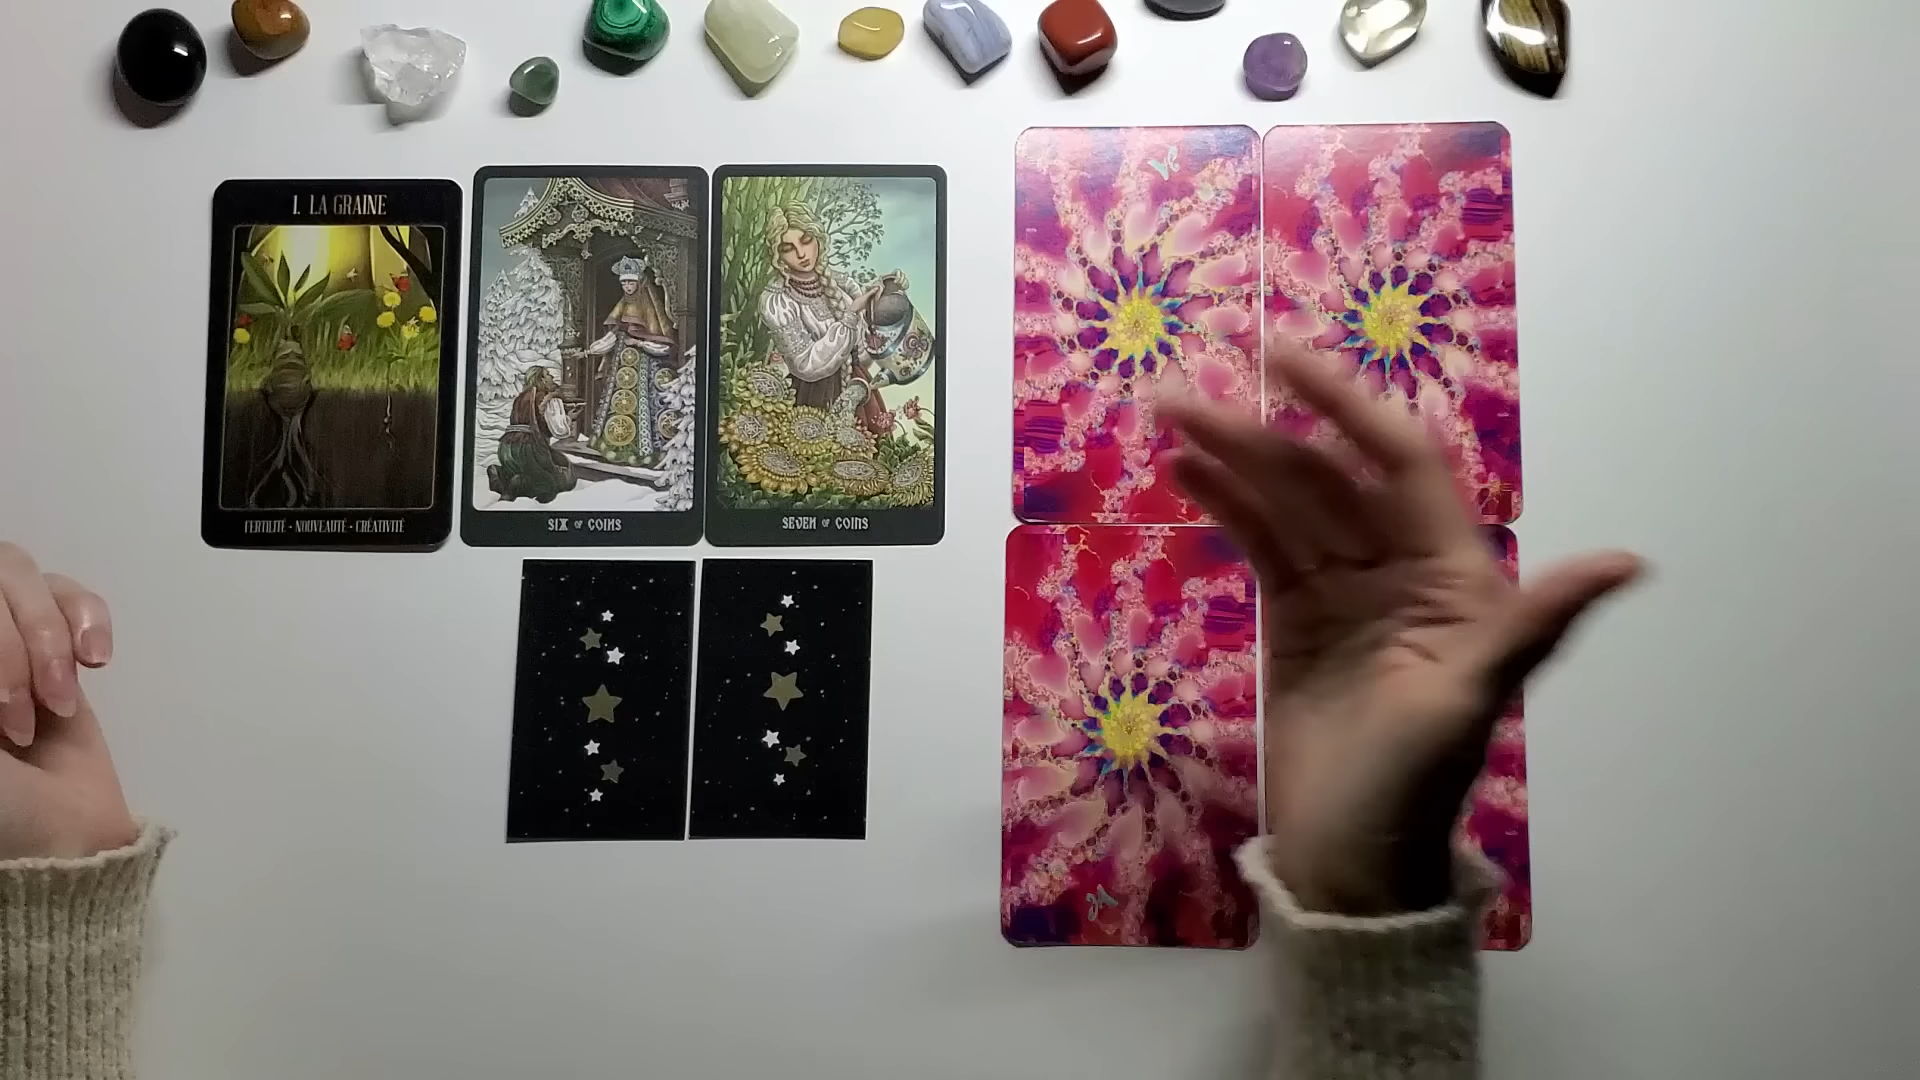 I. LA GRAINE
FERTILITÉ • NOUVEAUTÉ • CRÉATIVITÉ
SIX OF COINS
SEVEN OF COINS